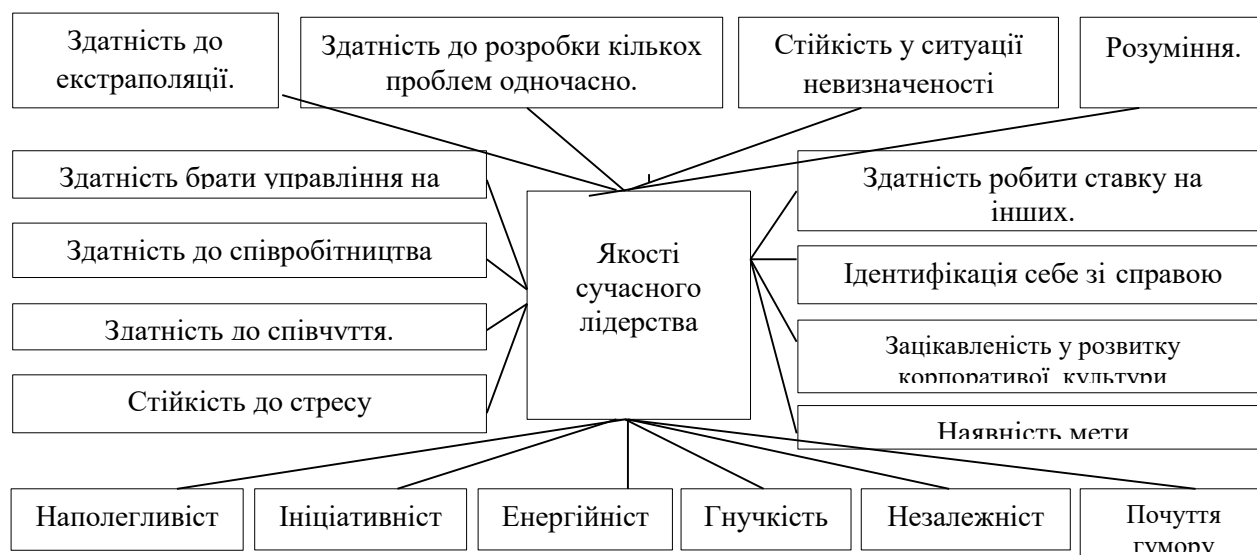 Здатність до
екстраполяції.
Здатність до розробки кількох
проблем одночасно.
Стійкість у ситуації
невизначеності
Розуміння.
Здатність брати управління на
Здатність робити ставку на
інших.
Здатність до співробітництва
Якості
сучасного
лідерства
Ідентифікація себе зі справою
Здатність до співчуття.
Зацікавленість у розвитку
корпоративої культури
Стійкість до стресу
Наявність мети
Наполегливіст
Ініціативніст
Енергійніст
Гнучкість
Незалежніст
Почуття
гумору